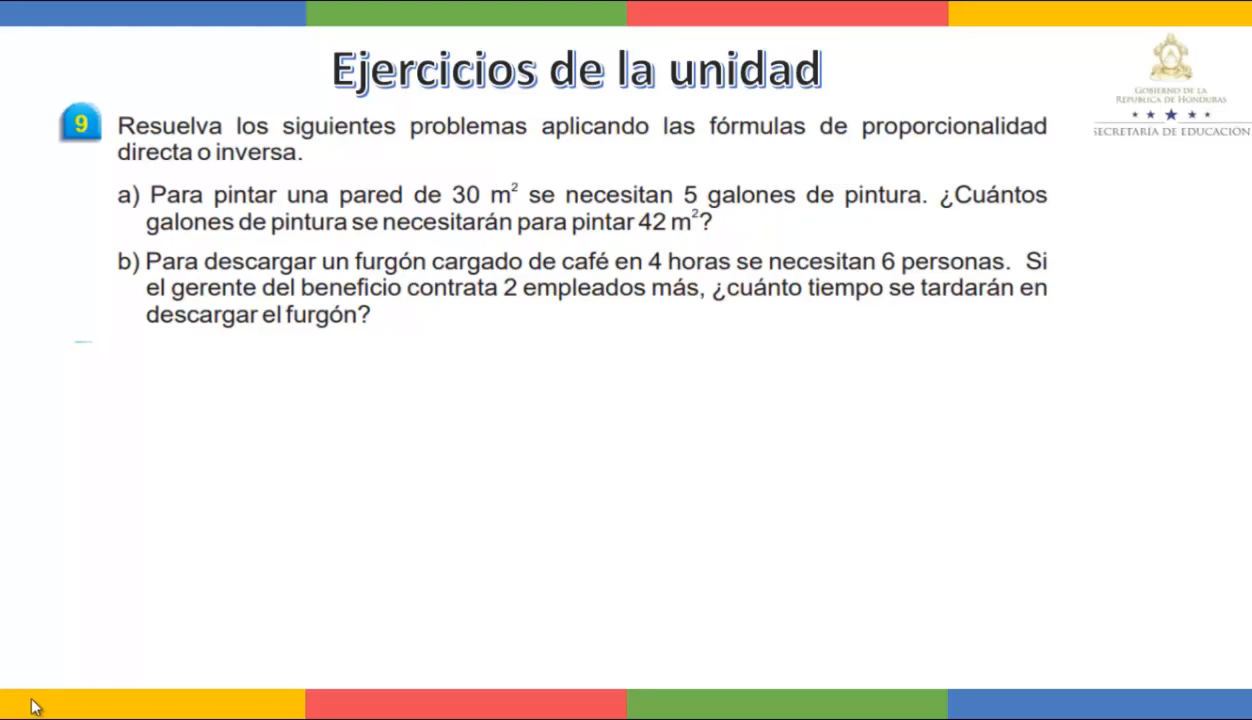 Ejercicios de la unidad
GOBIERNO DE LA
REPÚBLICA DE HONDURAS
SECRETARÍA DE EDUCACIÓN
9
Resuelva los siguientes problemas aplicando las fórmulas de proporcionalidad
directa o inversa.
a) Para pintar una pared de 30 m² se necesitan 5 galones de pintura. ¿Cuántos
galones de pintura se necesitarán para pintar 42 m²?
b) Para descargar un furgón cargado de café en 4 horas se necesitan 6 personas. Si
el gerente del beneficio contrata 2 empleados más, ¿cuánto tiempo se tardarán en
descargar el furgón?